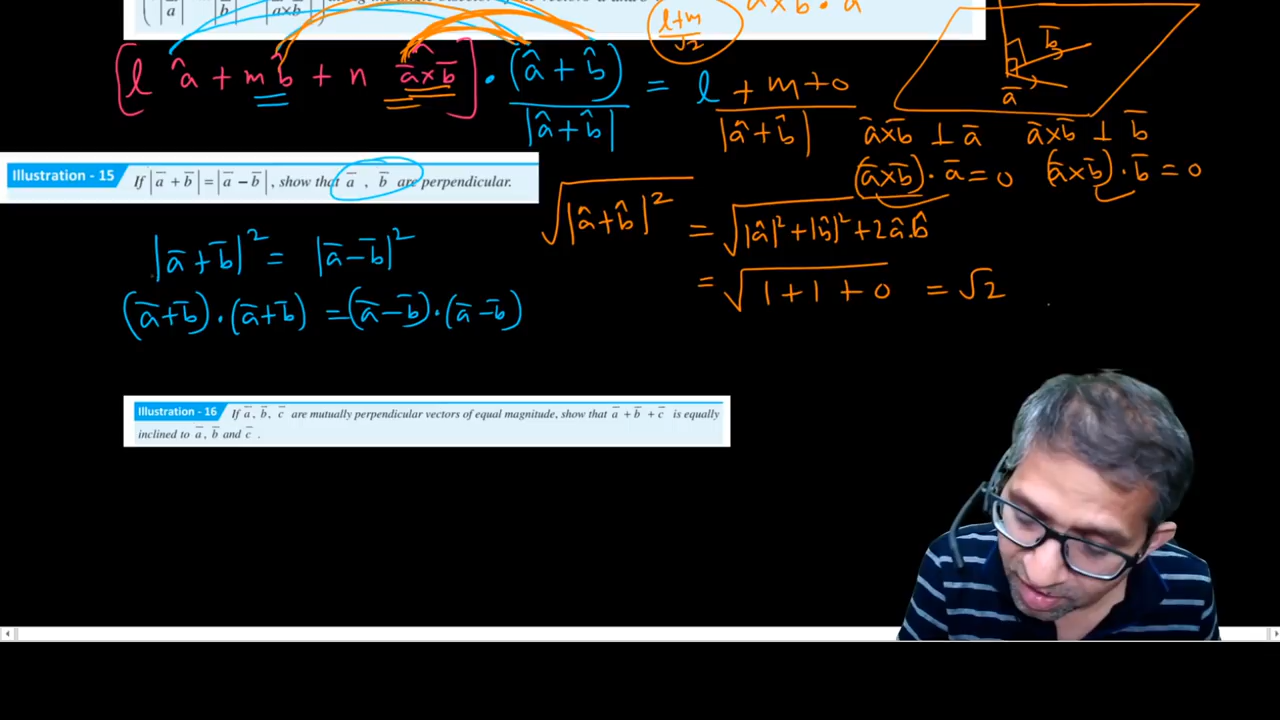 (l+m)/√2
a×b · a
[l â + m b̂ + n a̅×b̅] · (â + b̂)/|â + b̂| = (l + m + 0)/|â + b̂|
b̅
a̅
a̅×b̅ ⊥ a̅ a̅×b̅ ⊥ b̅
(a̅×b̅) · a̅ = 0 (a̅×b̅) · b̅ = 0
Illustration - 15 If |a̅ + b̅| = |a̅ − b̅|, show that a̅ , b̅ are perpendicular.
√|â+b̂|² = √|â|² + |b̂|² + 2â.b̂
= √1+1+0 = √2
|a̅ + b̅|² = |a̅ − b̅|²
(a̅+b̅) · (a̅+b̅) = (a̅−b̅) · (a̅−b̅)
Illustration - 16 If a̅, b̅, c̅ are mutually perpendicular vectors of equal magnitude, show that a̅ + b̅ + c̅ is equally
inclined to a̅, b̅ and c̅ .